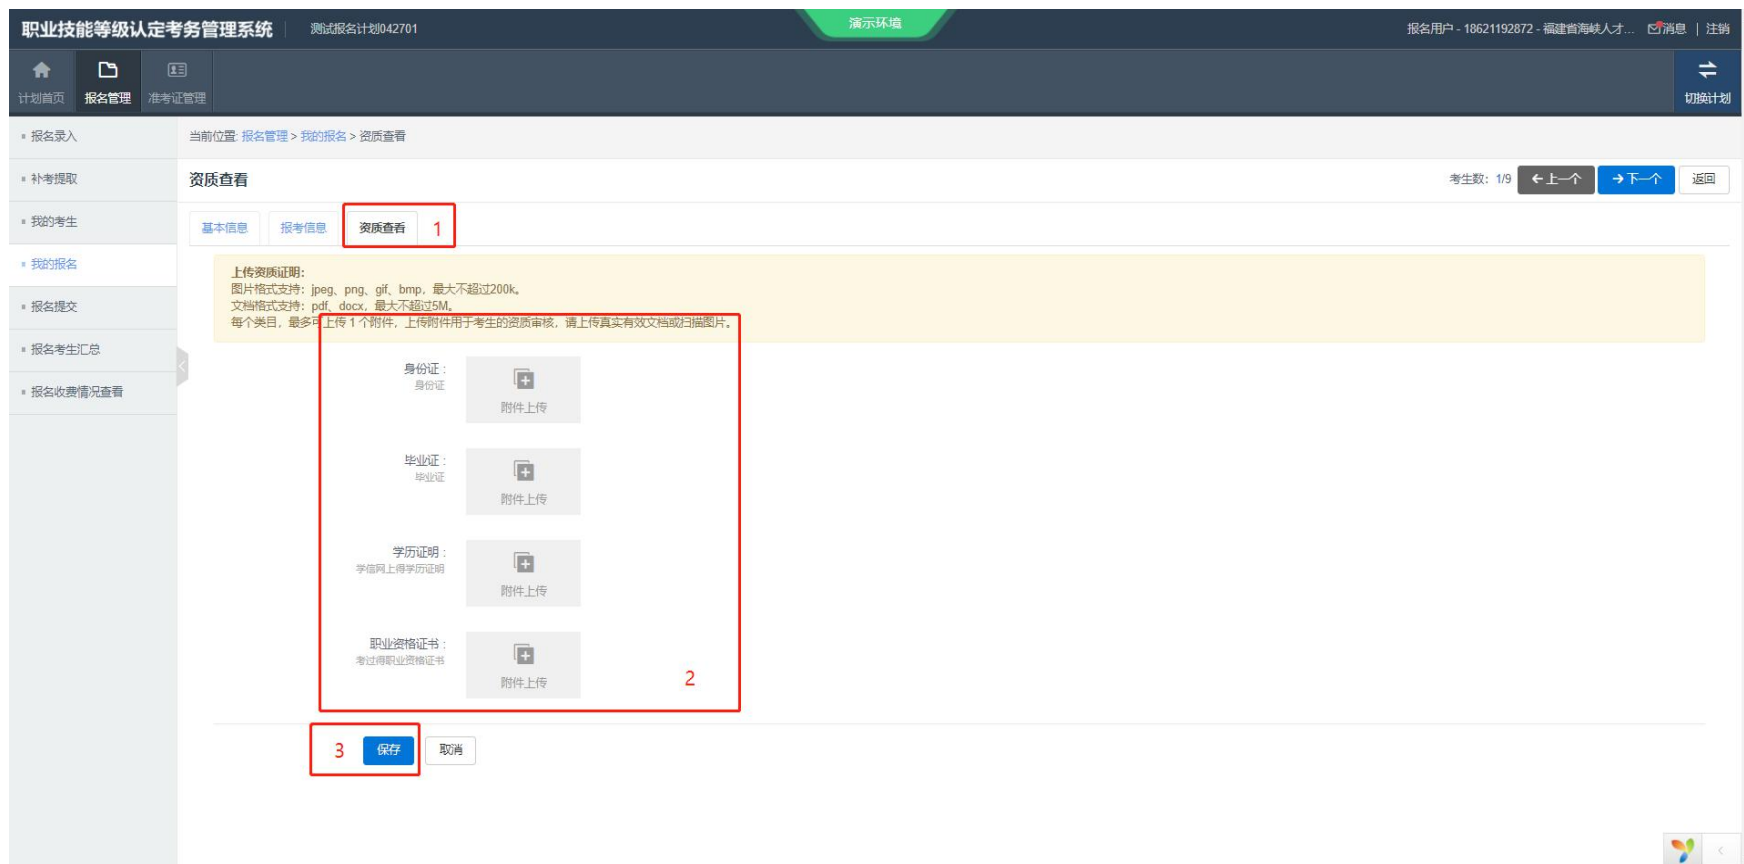 职业技能等级认定考务管理系统 测试报名计划042701 演示环境 报名用户 - 18621192872 - 福建省海峡人才... 消息 | 注销
计划首页 报名管理 准考证管理 切换计划
报名录入
补考提取
我的考生
我的报名
报名提交
报名考生汇总
报名收费情况查看
当前位置: 报名管理 > 我的报名 > 资质查看
资质查看 考生数：1/9 ←上一个 →下一个 返回
基本信息 报考信息 资质查看 1
上传资质证明：
图片格式支持：jpeg、png、gif、bmp，最大不超过200k。
文档格式支持：pdf、docx，最大不超过5M。
每个类目，最多可上传 1 个附件，上传附件用于考生的资质审核，请上传真实有效文档或扫描图片。
身份证 :
身份证
附件上传
毕业证 :
毕业证
附件上传
学历证明 :
学信网上得学历证明
附件上传
职业资格证书 :
考过得职业资格证书
附件上传
2
3 保存 取消